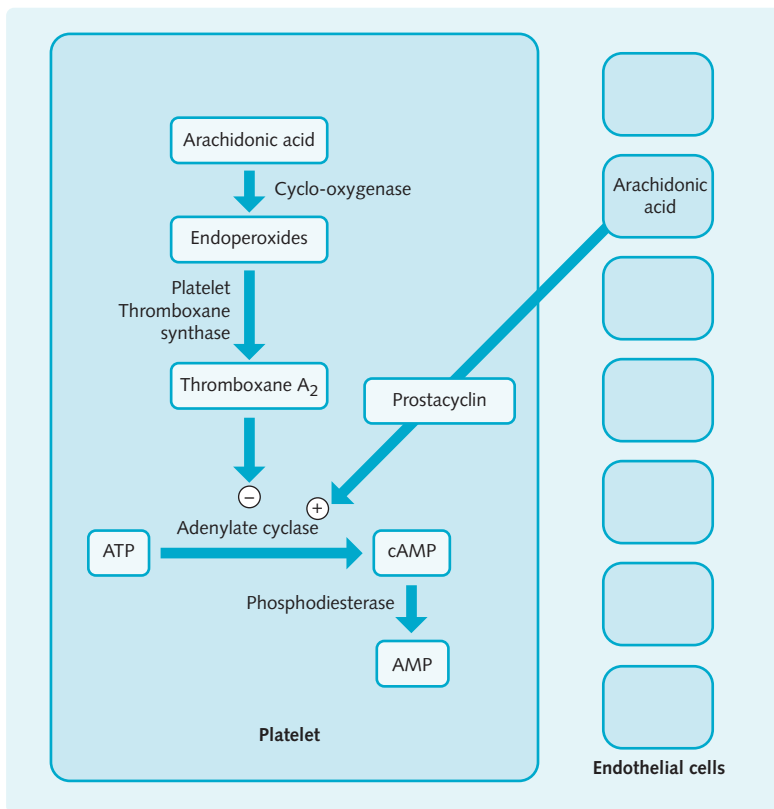 Arachidonic acid
Cyclo-oxygenase
Endoperoxides
Platelet
Thromboxane
synthase
Thromboxane A₂
−
+
Adenylate cyclase
ATP
cAMP
Phosphodiesterase
AMP
Platelet
Prostacyclin
Arachidonic
acid
Endothelial cells